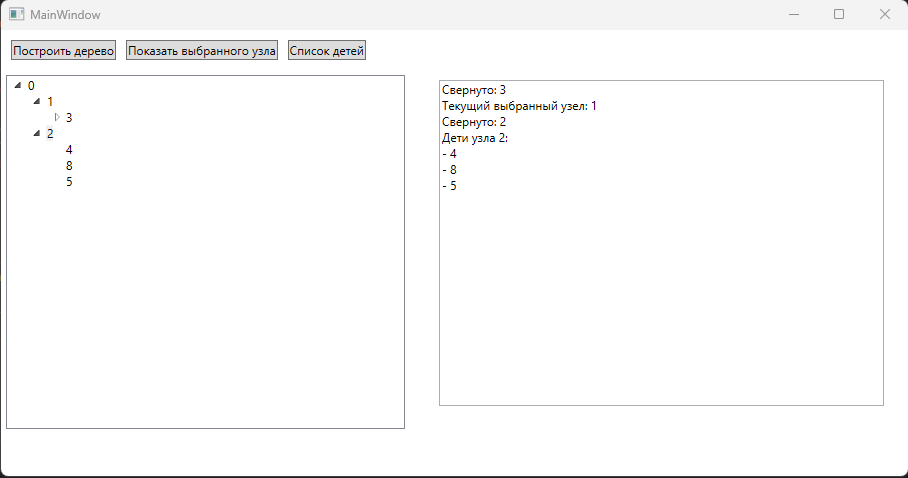 MainWindow
Построить дерево Показать выбранного узла Список детей
0
1
3
2
4
8
5
Свернуто: 3
Текущий выбранный узел: 1
Свернуто: 2
Дети узла 2:
- 4
- 8
- 5